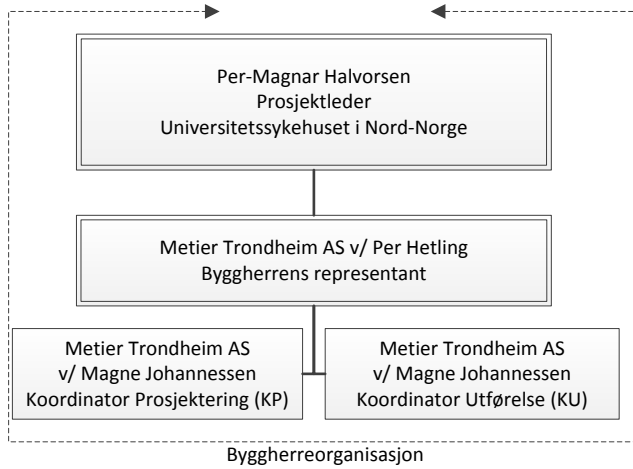 Per-Magnar Halvorsen
Prosjektleder
Universitetssykehuset i Nord-Norge
Metier Trondheim AS v/ Per Hetling
Byggherrens representant
Metier Trondheim AS
v/ Magne Johannessen
Koordinator Prosjektering (KP)
Metier Trondheim AS
v/ Magne Johannessen
Koordinator Utførelse (KU)
Byggherreorganisasjon